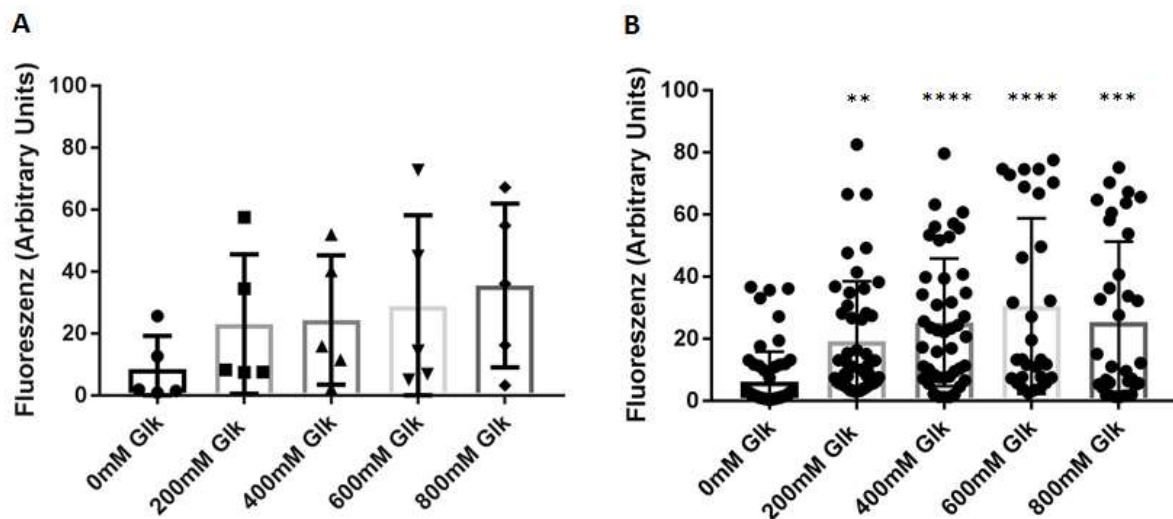 A
B
Fluoreszenz (Arbitrary Units)
100
80
60
40
20
0
0mM Glk
200mM Glk
400mM Glk
600mM Glk
800mM Glk
Fluoreszenz (Arbitrary Units)
100
80
60
40
20
0
**
****
****
***
0mM Glk
200mM Glk
400mM Glk
600mM Glk
800mM Glk